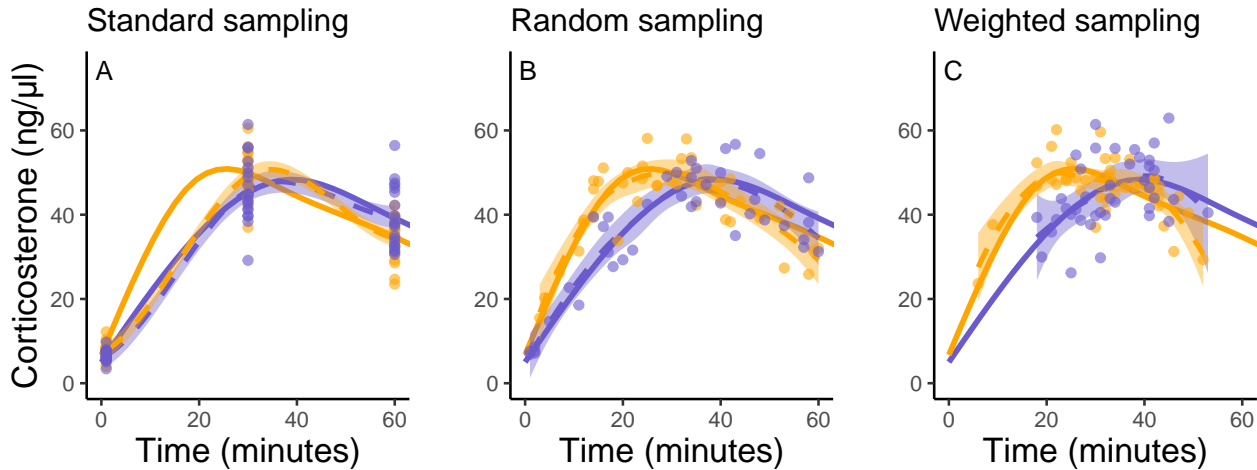 Standard sampling
Random sampling
Weighted sampling
A
B
C
Corticosterone (ng/µl)
60
40
20
0
60
40
20
0
60
40
20
0
0 20 40 60
0 20 40 60
0 20 40 60
Time (minutes)
Time (minutes)
Time (minutes)